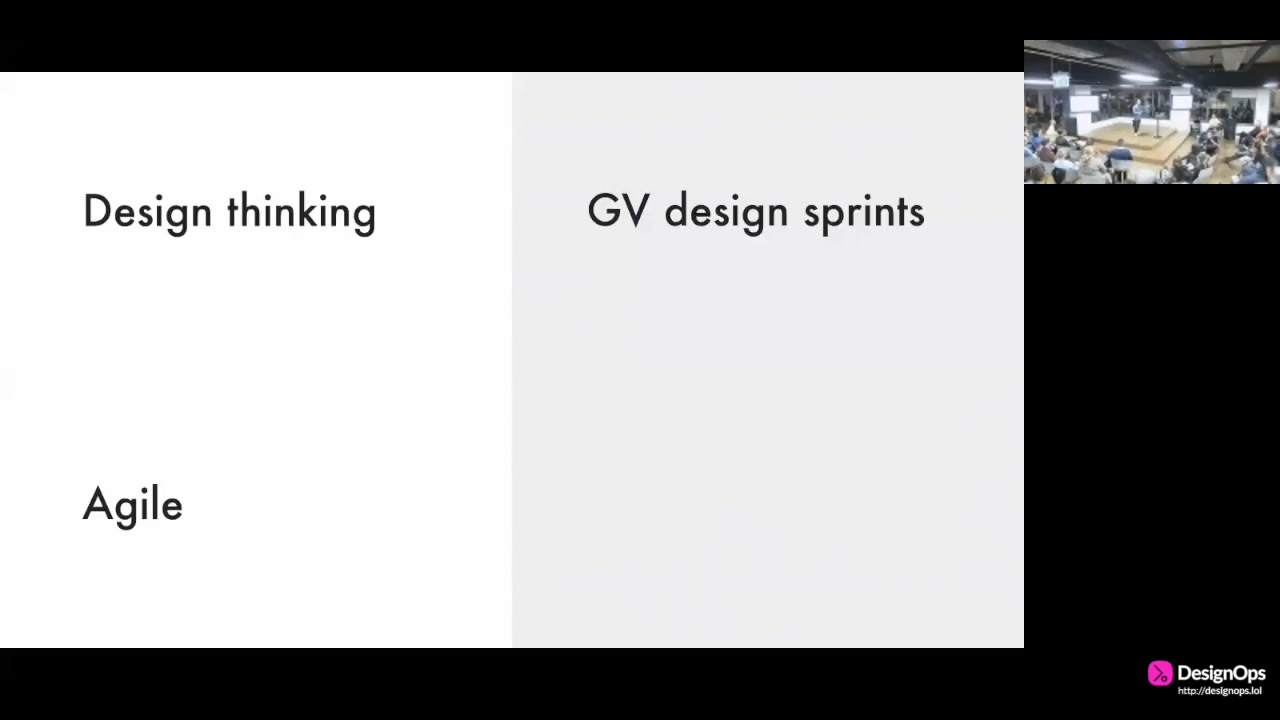 Design thinking
GV design sprints
Agile
DesignOps
http://designops.lol